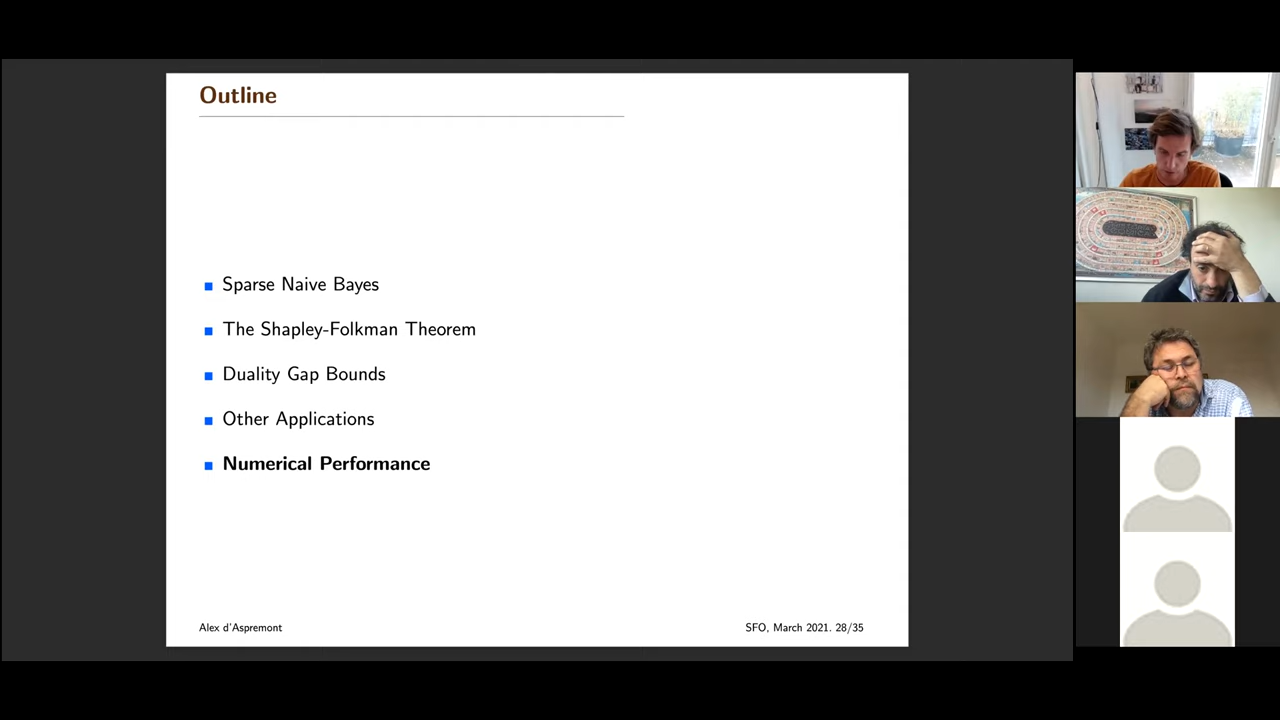 Outline
Sparse Naive Bayes
The Shapley-Folkman Theorem
Duality Gap Bounds
Other Applications
Numerical Performance
Alex d'Aspremont
SFO, March 2021. 28/35